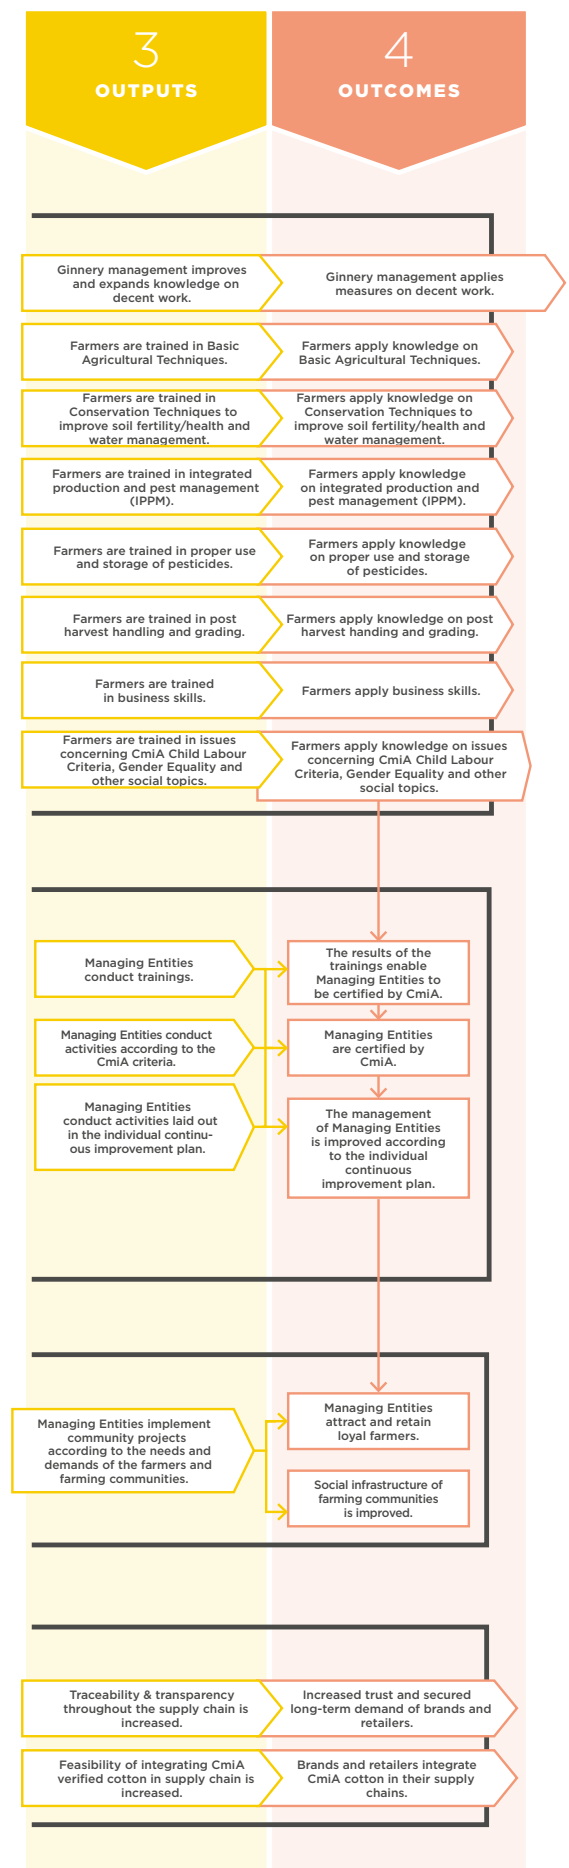 3
OUTPUTS
4
OUTCOMES
Ginnery management improves
and expands knowledge on
decent work.
Ginnery management applies
measures on decent work.
Farmers are trained in Basic
Agricultural Techniques.
Farmers apply knowledge on
Basic Agricultural Techniques.
Farmers are trained in
Conservation Techniques to
improve soil fertility/health and
water management.
Farmers apply knowledge on
Conservation Techniques to
improve soil fertility/health and
water management.
Farmers are trained in integrated
production and pest management
(IPPM).
Farmers apply knowledge
on integrated production and
pest management (IPPM).
Farmers are trained in proper use
and storage of pesticides.
Farmers apply knowledge
on proper use and storage
of pesticides.
Farmers are trained in post
harvest handling and grading.
Farmers apply knowledge on post
harvest handing and grading.
Farmers are trained
in business skills.
Farmers apply business skills.
Farmers are trained in issues
concerning CmiA Child Labour
Criteria, Gender Equality and
other social topics.
Farmers apply knowledge on issues
concerning CmiA Child Labour
Criteria, Gender Equality and other
social topics.
Managing Entities
conduct trainings.
The results of the
trainings enable
Managing Entities to
be certified by CmiA.
Managing Entities conduct
activities according to the
CmiA criteria.
Managing Entities
are certified by
CmiA.
Managing Entities
conduct activities laid out
in the individual continu-
ous improvement plan.
The management
of Managing Entities
is improved according
to the individual
continuous
improvement plan.
Managing Entities implement
community projects
according to the needs and
demands of the farmers and
farming communities.
Managing Entities
attract and retain
loyal farmers.
Social infrastructure of
farming communities
is improved.
Traceability & transparency
throughout the supply chain is
increased.
Increased trust and secured
long-term demand of brands and
retailers.
Feasibility of integrating CmiA
verified cotton in supply chain is
increased.
Brands and retailers integrate
CmiA cotton in their supply
chains.